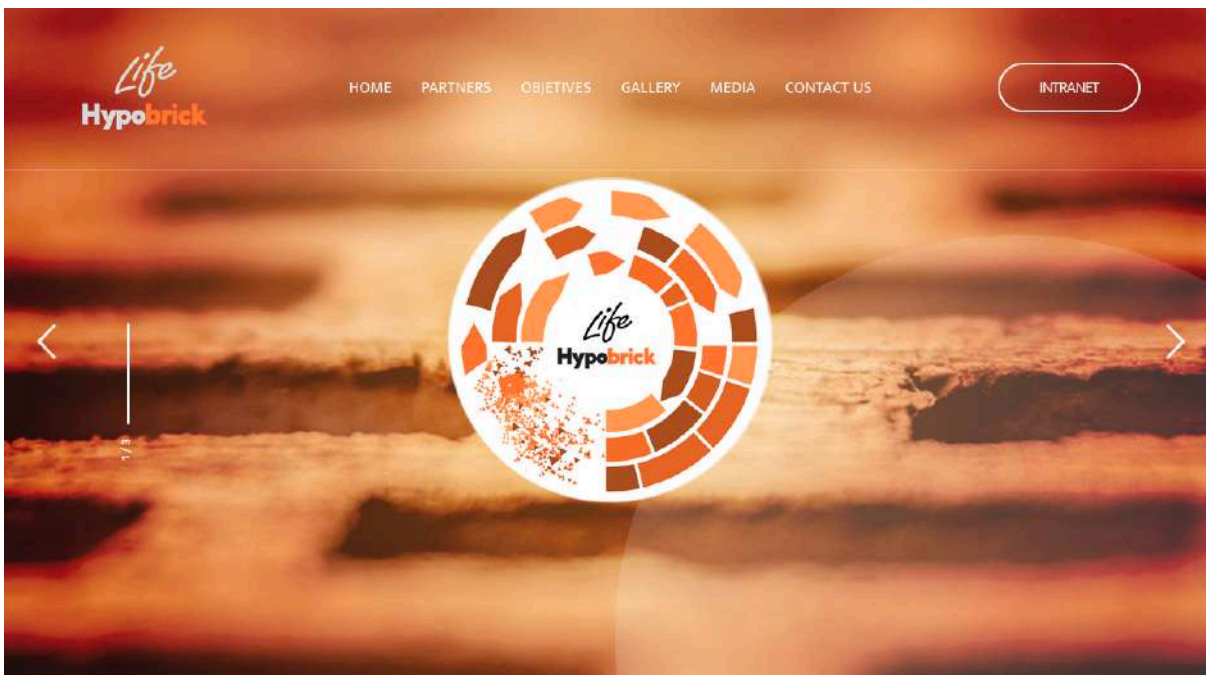 Life
Hypobrick
HOME PARTNERS OBJETIVES GALLERY MEDIA CONTACT US
INTRANET
Life
Hypobrick
1/3